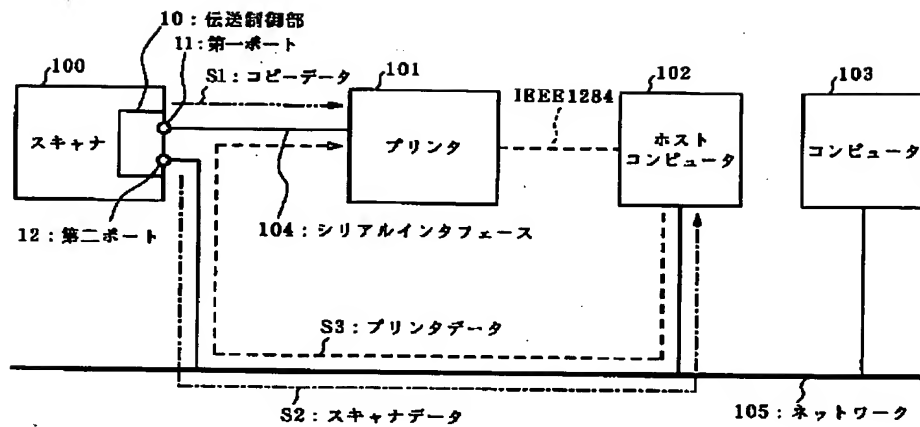 10：伝送制御部
11：第一ポート
100
S1：コピーデータ
101
IEEE1284
102
103
スキャナ
プリンタ
ホスト
コンピュータ
コンピュータ
12：第二ポート
104：シリアルインタフェース
S3：プリンタデータ
S2：スキャナデータ
105：ネットワーク